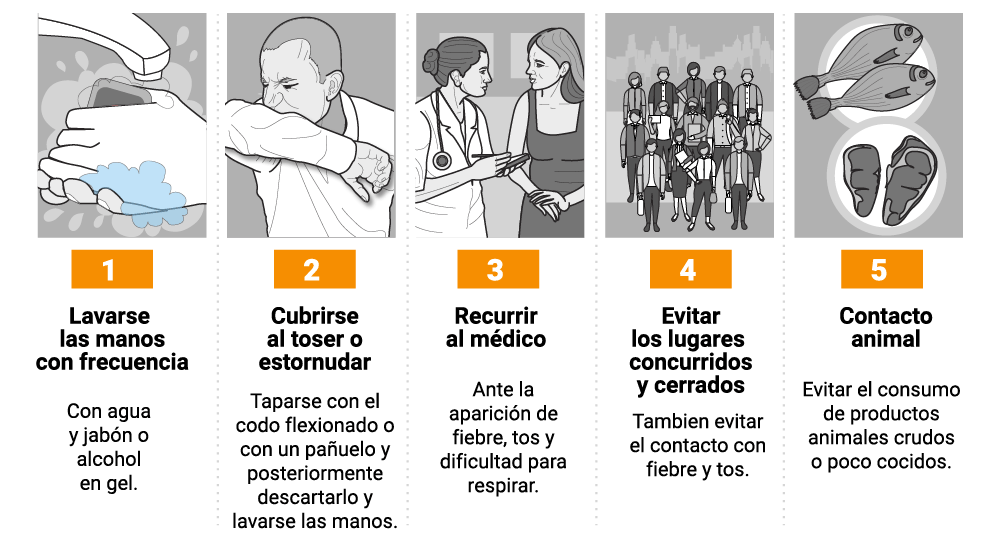 1
Lavarse
las manos
con frecuencia
Con agua
y jabón o
alcohol
en gel.
2
Cubrirse
al toser o
estornudar
Taparse con el
codo flexionado o
con un pañuelo y
posteriormente
descartarlo y
lavarse las manos.
3
Recurrir
al médico
Ante la
aparición de
fiebre, tos y
dificultad para
respirar.
4
Evitar
los lugares
concurridos
y cerrados
Tambien evitar
el contacto con
fiebre y tos.
5
Contacto
animal
Evitar el consumo
de productos
animales crudos
o poco cocidos.